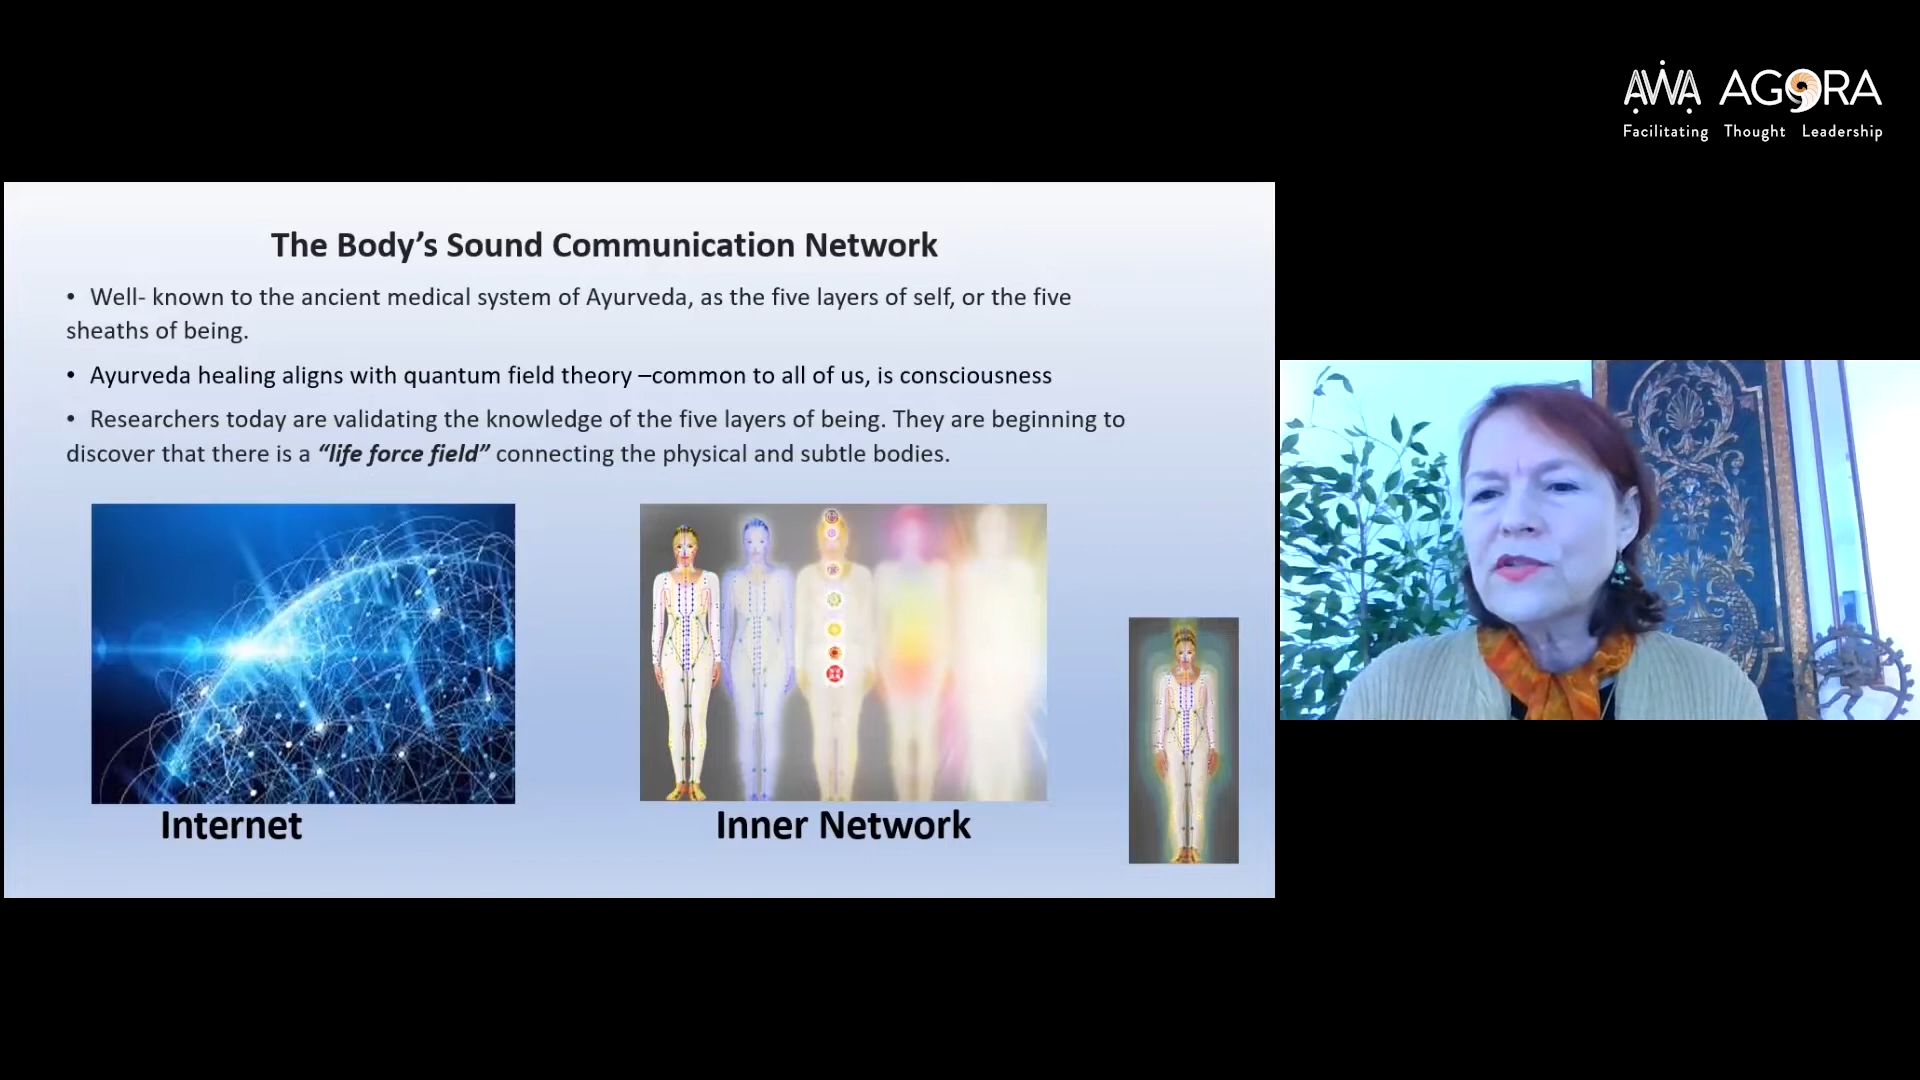 AWA AGORA
Facilitating Thought Leadership
The Body’s Sound Communication Network
• Well- known to the ancient medical system of Ayurveda, as the five layers of self, or the five
sheaths of being.
• Ayurveda healing aligns with quantum field theory –common to all of us, is consciousness
• Researchers today are validating the knowledge of the five layers of being. They are beginning to
discover that there is a “life force field” connecting the physical and subtle bodies.
Internet
Inner Network